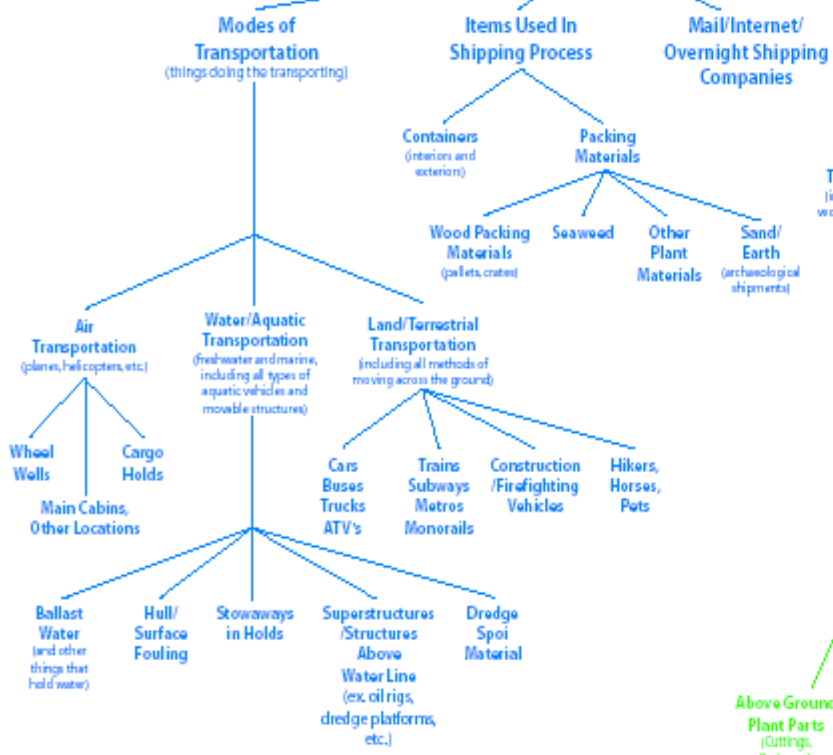 Modes of
Transportation
(things doing the transporting)
Items Used In
Shipping Process
Mail/Internet/
Overnight Shipping
Companies
Containers
(interiors and
exteriors)
Packing
Materials
Wood Packing
Materials
(pallets, crates)
Seaweed
Other
Plant
Materials
Sand/
Earth
(archaeological
shipments)
Air
Transportation
(planes, helicopters, etc.)
Water/Aquatic
Transportation
(freshwater and marine,
including all types of
aquatic vehicles and
movable structures)
Land/Terrestrial
Transportation
(including all methods of
moving across the ground)
Wheel
Wells
Main Cabins,
Other Locations
Cargo
Holds
Cars
Buses
Trucks
ATV's
Trains
Subways
Metros
Monorails
Construction
/Firefighting
Vehicles
Hikers,
Horses,
Pets
Ballast
Water
(and other
things that
hold water)
Hull/
Surface
Fouling
Stowaways
in Holds
Superstructures
/Structures
Above
Water Line
(ex. oil rigs,
dredge platforms,
etc.)
Dredge
Spoi
Material
Above Ground
Plant Parts
(Cuttings,